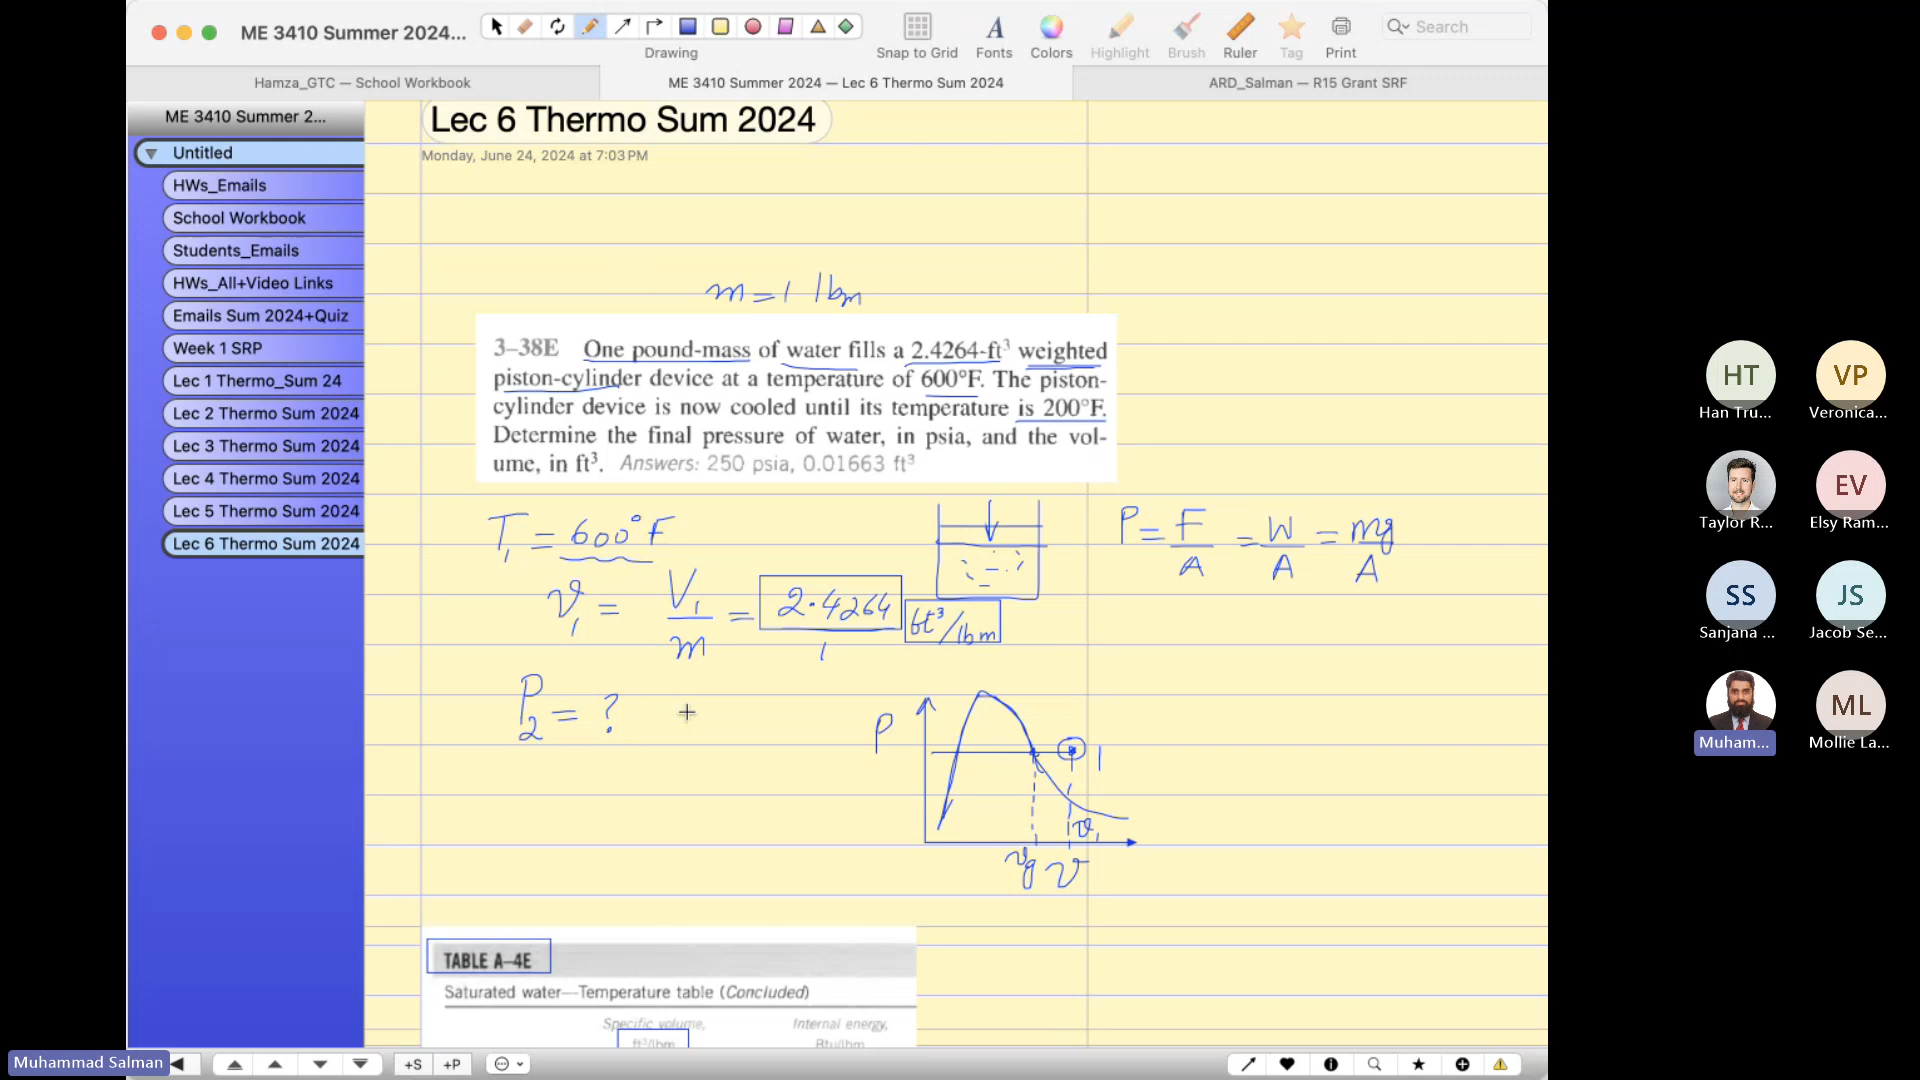 ME 3410 Summer 2024...
Drawing
Snap to Grid
Fonts
Colors
Highlight
Brush
Ruler
Tag
Print
Search
Hamza_GTC — School Workbook
ME 3410 Summer 2024 — Lec 6 Thermo Sum 2024
ARD_Salman — R15 Grant SRF
ME 3410 Summer 2...
Untitled
HWs_Emails
School Workbook
Students_Emails
HWs_All+Video Links
Emails Sum 2024+Quiz
Week 1 SRP
Lec 1 Thermo_Sum 24
Lec 2 Thermo Sum 2024
Lec 3 Thermo Sum 2024
Lec 4 Thermo Sum 2024
Lec 5 Thermo Sum 2024
Lec 6 Thermo Sum 2024
Lec 6 Thermo Sum 2024
Monday, June 24, 2024 at 7:03 PM
m = 1 lbm
3–38E One pound-mass of water fills a 2.4264-ft³ weighted
piston-cylinder device at a temperature of 600°F. The piston-
cylinder device is now cooled until its temperature is 200°F.
Determine the final pressure of water, in psia, and the vol-
ume, in ft³. Answers: 250 psia, 0.01663 ft³
T₁ = 600°F
P = F/A = W/A = mg/A
v₁ = V₁/m = 2.4264/1 ft³/lbm
P₂ = ?
P
1
v₁
vg v
TABLE A–4E
Saturated water—Temperature table (Concluded)
Specific volume,
ft³/lbm
Internal energy,
Btu/lbm
+S
+P
Muhammad Salman
HT
Han Tru...
VP
Veronica...
Taylor R...
EV
Elsy Ram...
SS
Sanjana ...
JS
Jacob Se...
Muham...
ML
Mollie La...